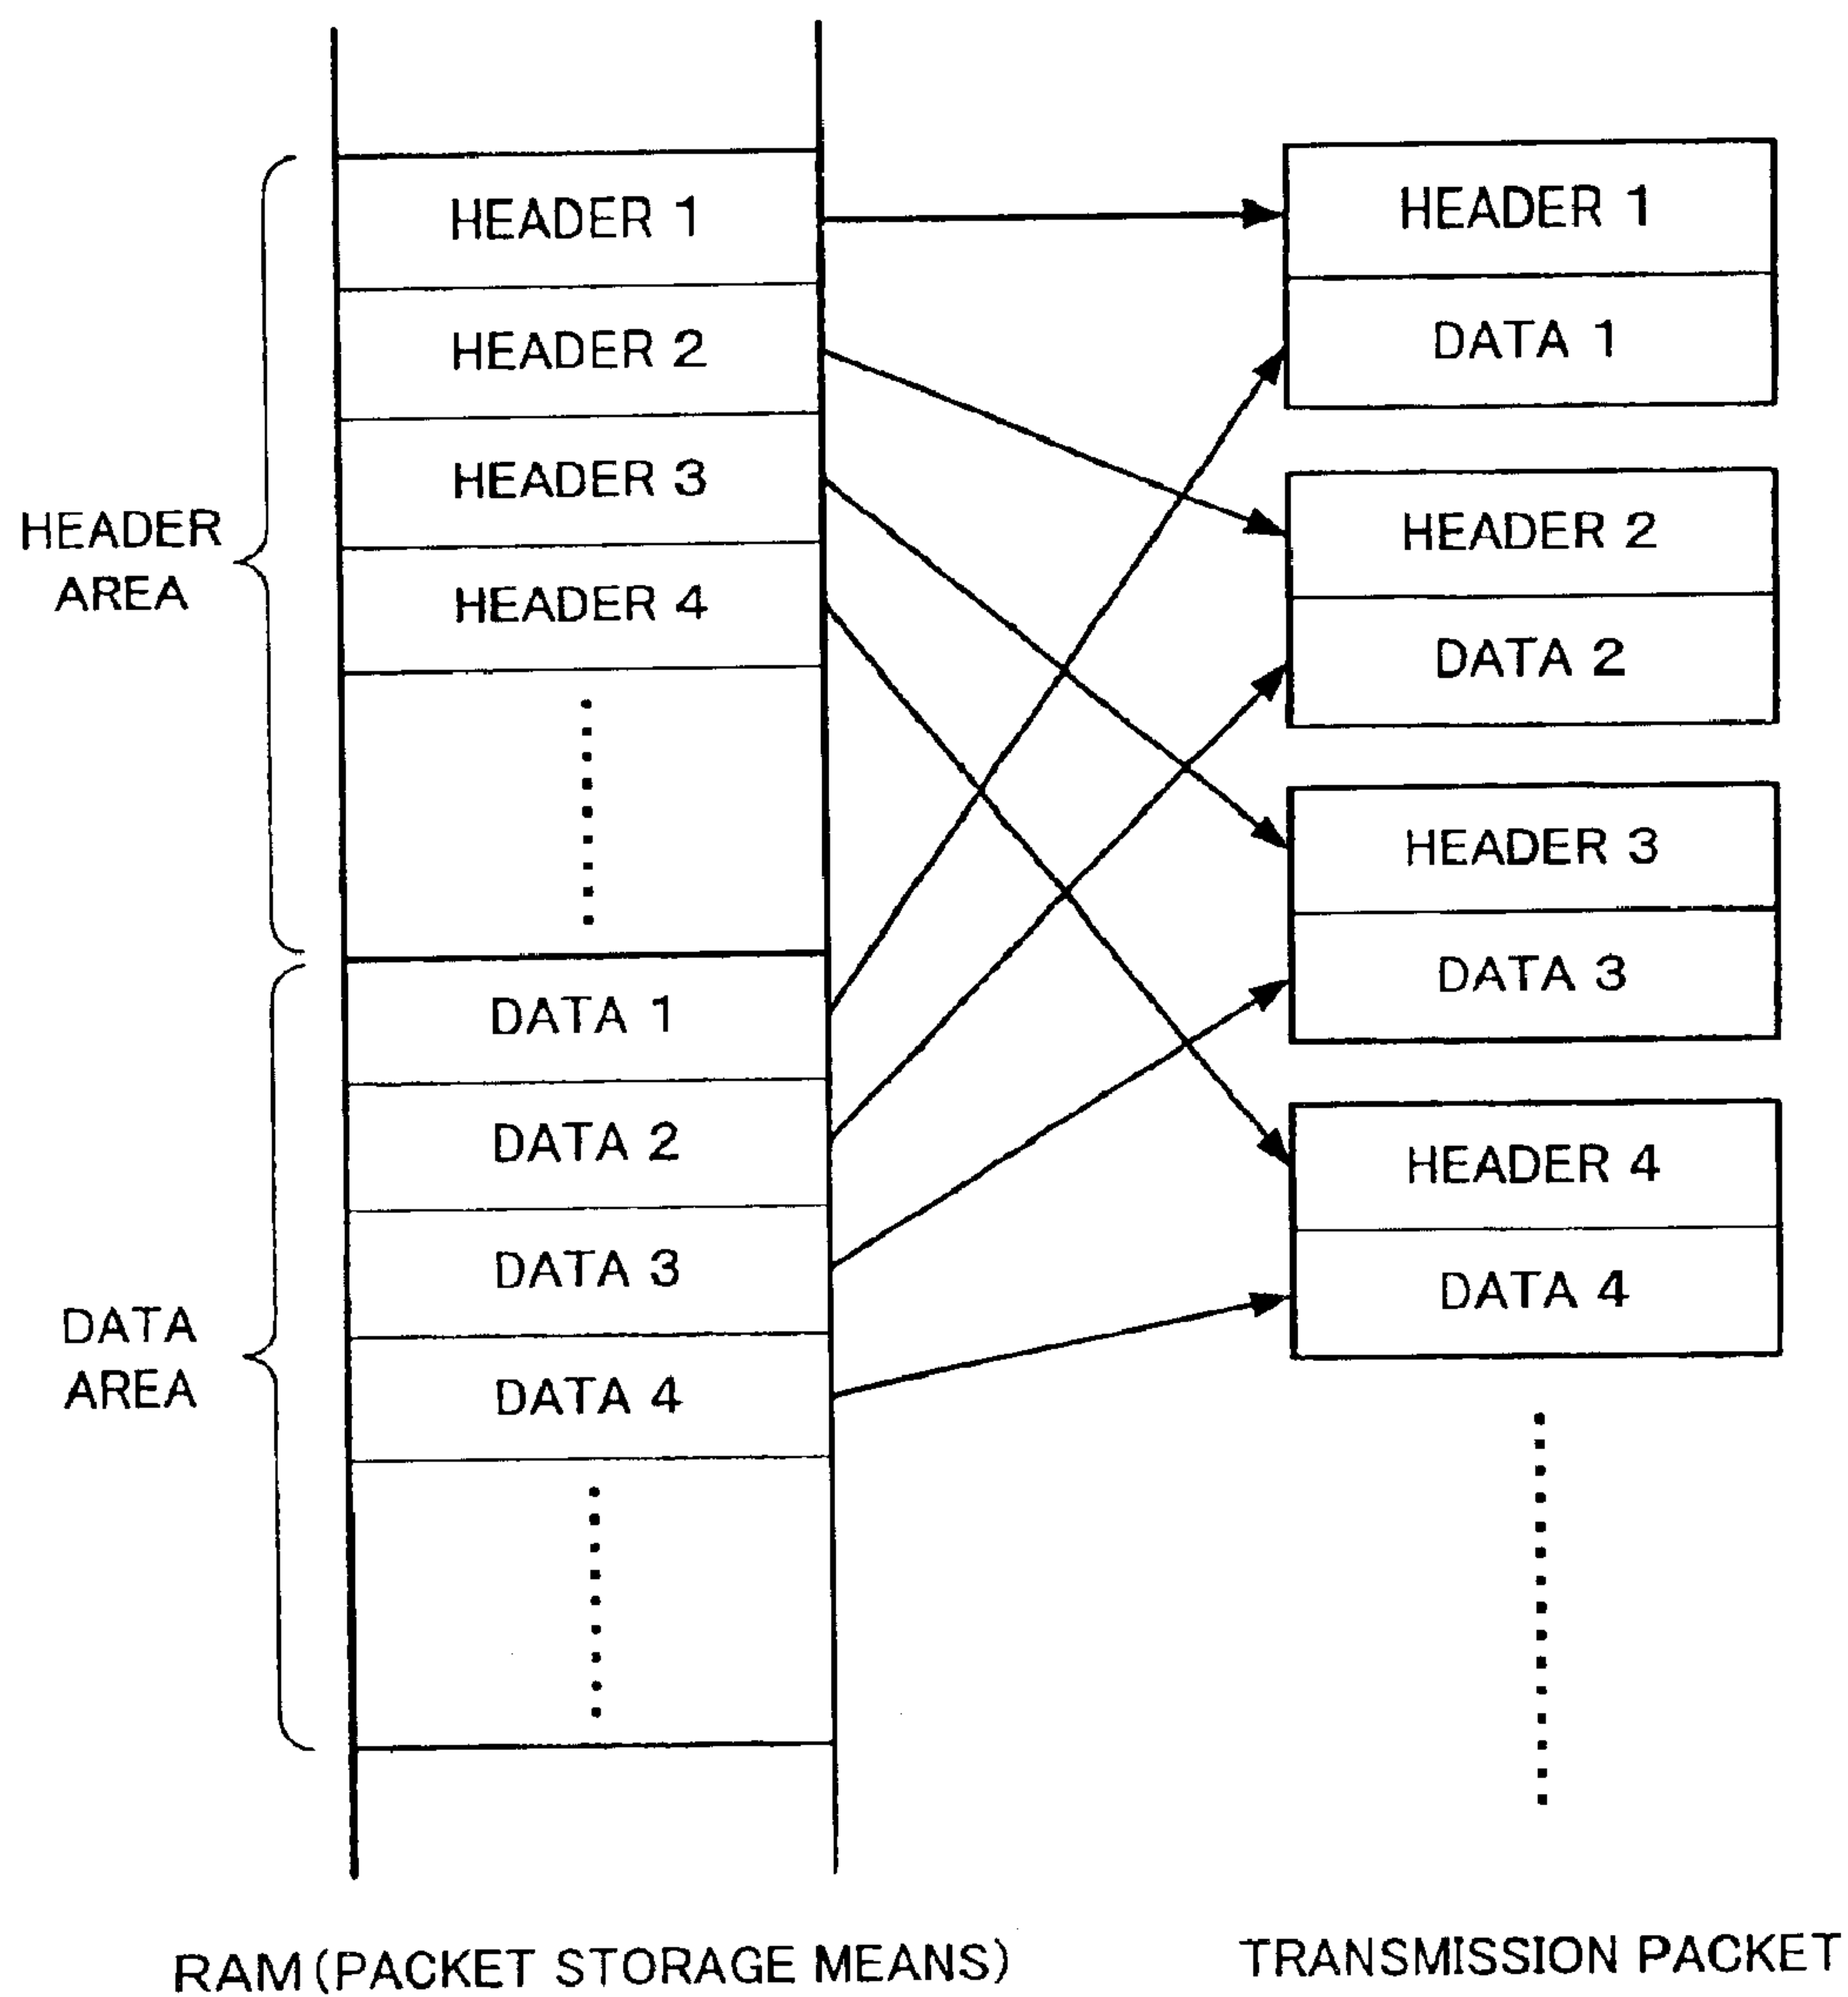 HEADER
AREA
HEADER 1
HEADER 2
HEADER 3
HEADER 4
DATA
AREA
DATA 1
DATA 2
DATA 3
DATA 4
HEADER 1
DATA 1
HEADER 2
DATA 2
HEADER 3
DATA 3
HEADER 4
DATA 4
RAM (PACKET STORAGE MEANS)
TRANSMISSION PACKET